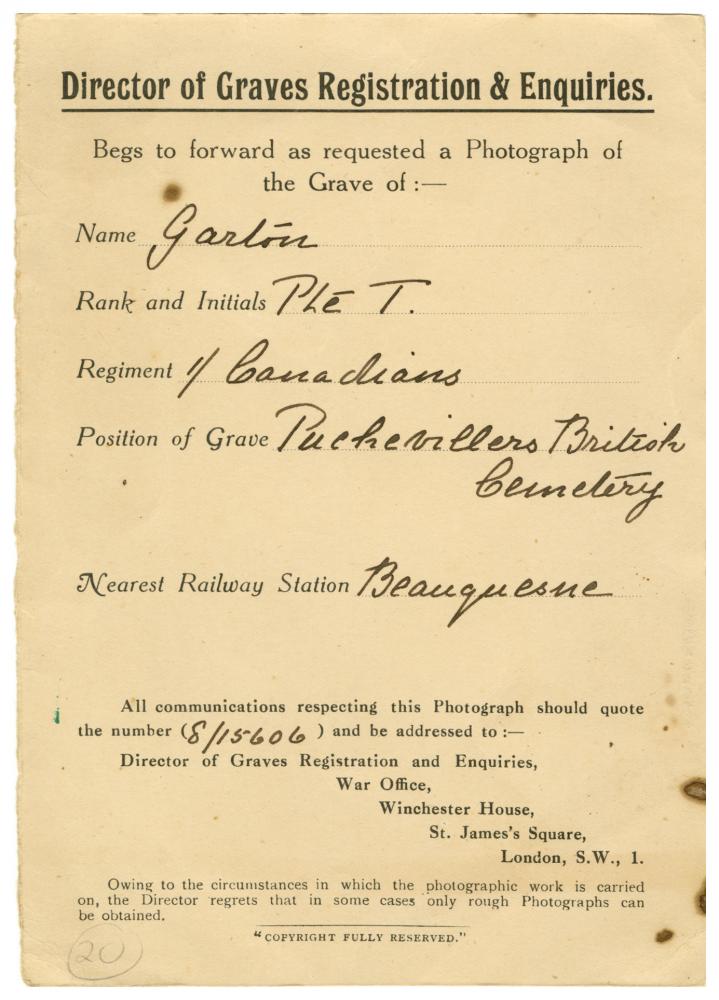 Director of Graves Registration & Enquiries.
Begs to forward as requested a Photograph of
the Grave of :—
Name Garton
Rank and Initials Pte T.
Regiment 1/ Canadians
Position of Grave Puchevillers British
Cemetery
Nearest Railway Station Beauquesne
All communications respecting this Photograph should quote
the number (8/15606) and be addressed to :—
Director of Graves Registration and Enquiries,
War Office,
Winchester House,
St. James's Square,
London, S.W., 1.
Owing to the circumstances in which the photographic work is carried
on, the Director regrets that in some cases only rough Photographs can
be obtained.
"COPYRIGHT FULLY RESERVED."
20